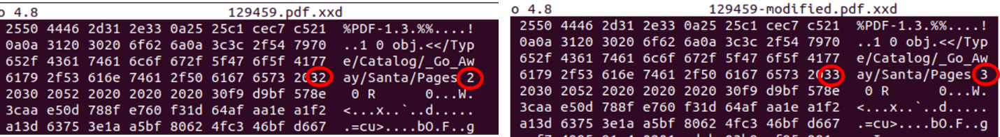 o 4.8 129459.pdf.xxd
2550 4446 2d31 2e33 0a25 25c1 cec7 c521 %PDF-1.3.%%....!
0a0a 3120 3020 6f62 6a0a 3c3c 2f54 7970 ..1 0 obj.<</Typ
652f 4361 7461 6c6f 672f 5f47 6f5f 4177 e/Catalog/_Go_Aw
6179 2f53 616e 7461 2f50 6167 6573 2032 ay/Santa/Pages 2
2030 2052 2020 2020 2020 30f9 d9bf 578e 0 R 0...W.
3caa e50d 788f e760 f31d 64af aa1e a1f2 <...x..`..d.....
a13d 6375 3e1a a5bf 8062 4fc3 46bf d667 .=cu>....bO.F..g
o 4.8 129459-modified.pdf.xxd
2550 4446 2d31 2e33 0a25 25c1 cec7 c521 %PDF-1.3.%%....!
0a0a 3120 3020 6f62 6a0a 3c3c 2f54 7970 ..1 0 obj.<</Typ
652f 4361 7461 6c6f 672f 5f47 6f5f 4177 e/Catalog/_Go_Aw
6179 2f53 616e 7461 2f50 6167 6573 2033 ay/Santa/Pages 3
2030 2052 2020 2020 2020 30f9 d9bf 578e 0 R 0...W.
3caa e50d 788f e760 f31d 64af aa1e a1f2 <...x..`..d.....
a13d 6375 3e1a a5bf 8062 4fc3 46bf d667 .=cu>....bO.F..g